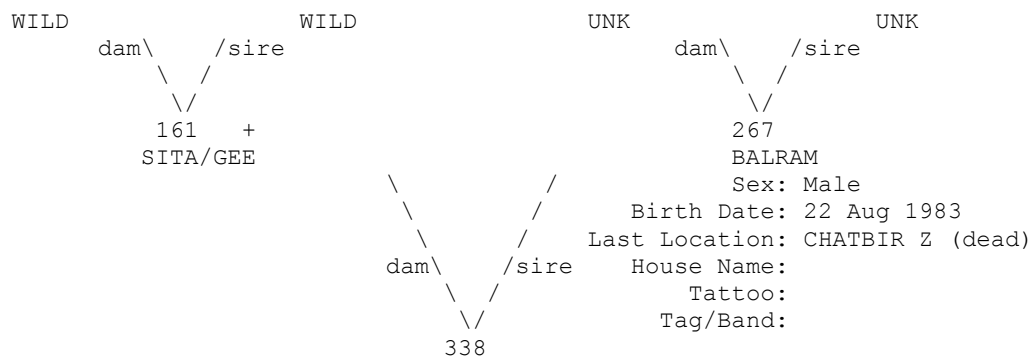 WILD WILD UNK UNK
dam\ /sire dam\ /sire
\ / \ /
\/ \/
161 + 267
SITA/GEE BALRAM
\ / Sex: Male
\ / Birth Date: 22 Aug 1983
\ / Last Location: CHATBIR Z (dead)
dam\ /sire House Name:
\ / Tattoo:
\/ Tag/Band:
338